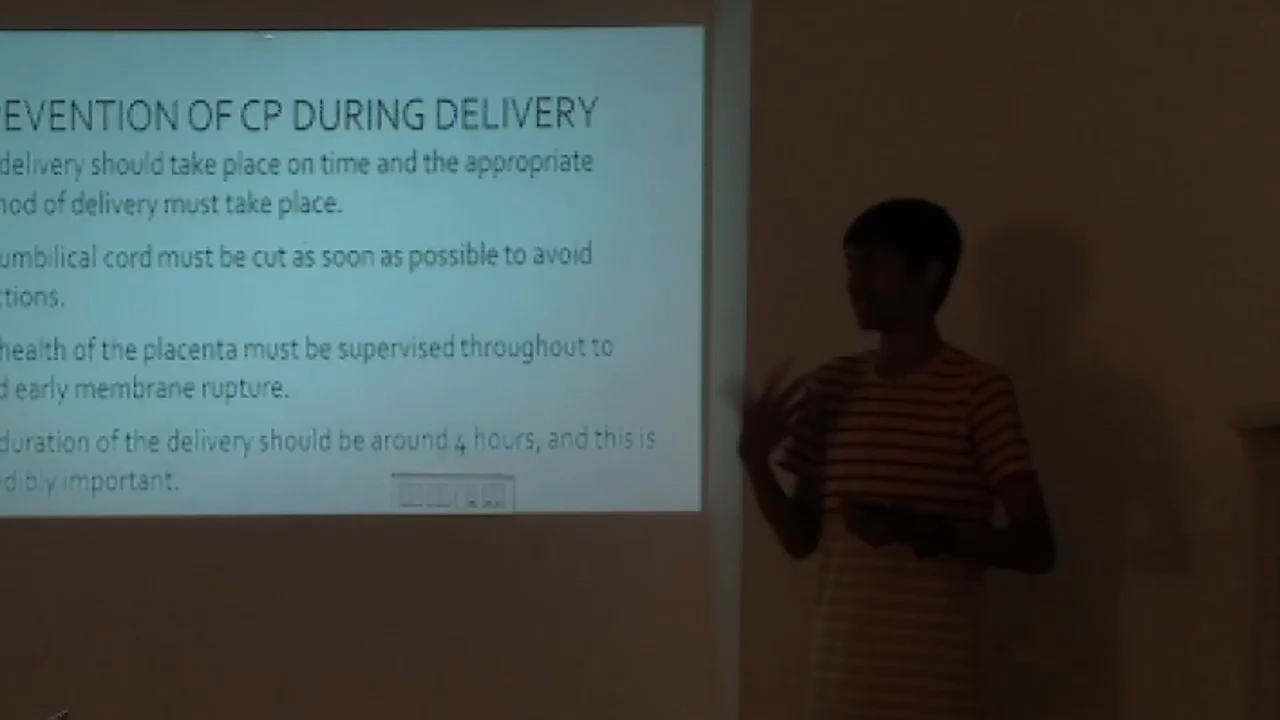 EVENTION OF CP DURING DELIVERY
delivery should take place on time and the appropriate
hod of delivery must take place.
umbilical cord must be cut as soon as possible to avoid
ctions.
health of the placenta must be supervised throughout to
d early membrane rupture.
duration of the delivery should be around 4 hours, and this is
dibly important.